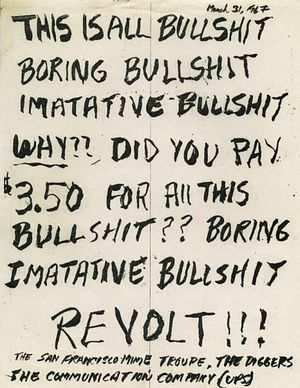 March 31, 1967
THIS IS ALL BULLSHIT
BORING BULLSHIT
IMATATIVE BULLSHIT
WHY?? DID YOU PAY
$3.50 FOR All THIS
BULLSHIT?? BORING
IMATATIVE BULLSHIT
REVOLT!!!
THE SAN FRANCISCO MIME TROUPE, THE DIGGERS
THE COMMUNICATION COMPANY (UPS)